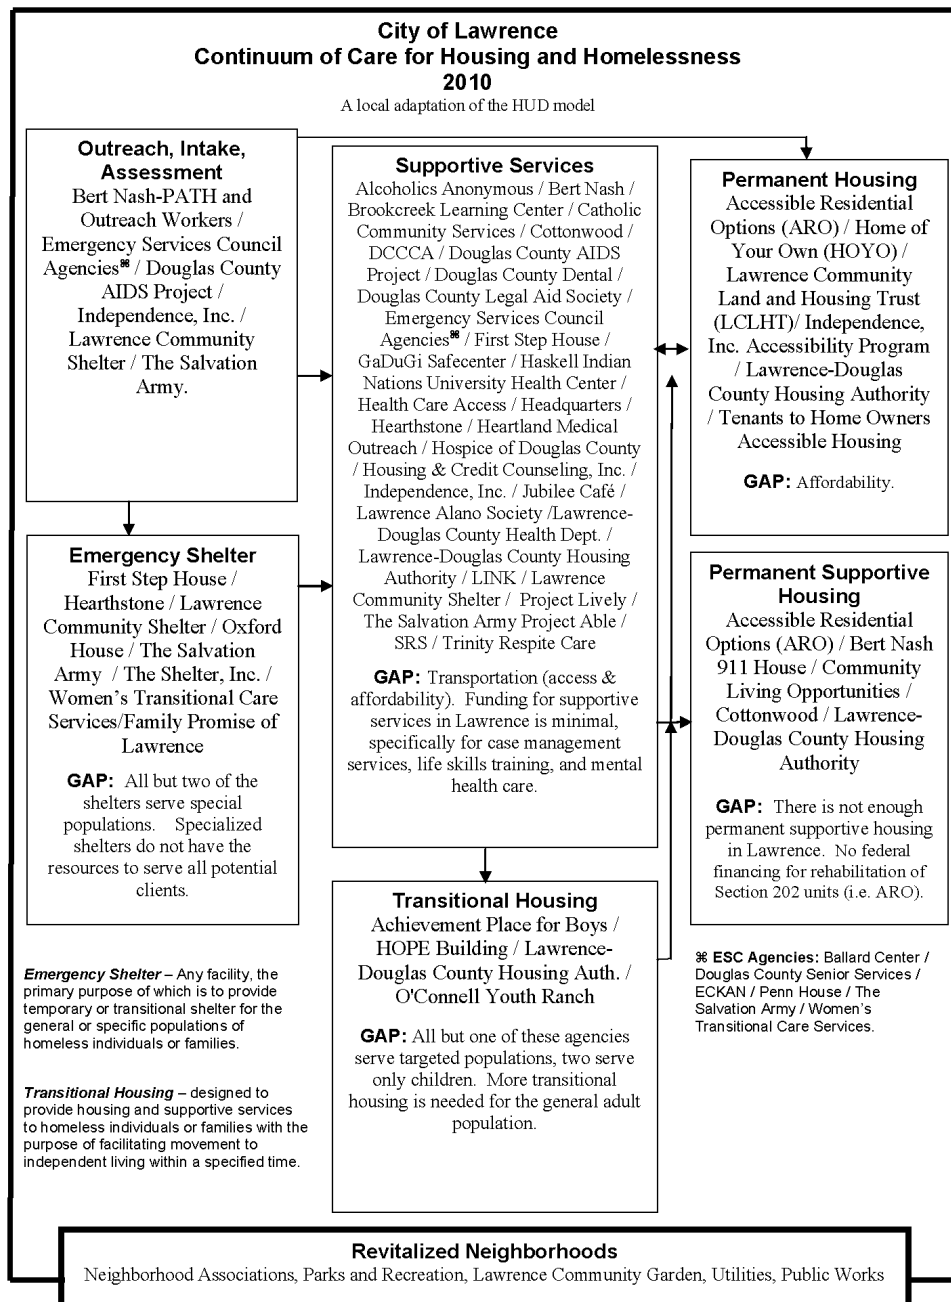 City of Lawrence
Continuum of Care for Housing and Homelessness
2010
A local adaptation of the HUD model
Outreach, Intake,
Assessment
Bert Nash-PATH and
Outreach Workers /
Emergency Services Council
Agencies⌘ / Douglas County
AIDS Project /
Independence, Inc. /
Lawrence Community
Shelter / The Salvation
Army.
Emergency Shelter
First Step House /
Hearthstone / Lawrence
Community Shelter / Oxford
House / The Salvation
Army / The Shelter, Inc. /
Women's Transitional Care
Services/Family Promise of
Lawrence
GAP: All but two of the
shelters serve special
populations. Specialized
shelters do not have the
resources to serve all potential
clients.
Emergency Shelter – Any facility, the
primary purpose of which is to provide
temporary or transitional shelter for the
general or specific populations of
homeless individuals or families.
Transitional Housing – designed to
provide housing and supportive services
to homeless individuals or families with the
purpose of facilitating movement to
independent living within a specified time.
Supportive Services
Alcoholics Anonymous / Bert Nash /
Brookcreek Learning Center / Catholic
Community Services / Cottonwood /
DCCCA / Douglas County AIDS
Project / Douglas County Dental /
Douglas County Legal Aid Society /
Emergency Services Council
Agencies⌘ / First Step House /
GaDuGi Safecenter / Haskell Indian
Nations University Health Center /
Health Care Access / Headquarters /
Hearthstone / Heartland Medical
Outreach / Hospice of Douglas County
/ Housing & Credit Counseling, Inc. /
Independence, Inc. / Jubilee Café /
Lawrence Alano Society /Lawrence-
Douglas County Health Dept. /
Lawrence-Douglas County Housing
Authority / LINK / Lawrence
Community Shelter / Project Lively /
The Salvation Army Project Able /
SRS / Trinity Respite Care
GAP: Transportation (access &
affordability). Funding for supportive
services in Lawrence is minimal,
specifically for case management
services, life skills training, and mental
health care.
Transitional Housing
Achievement Place for Boys /
HOPE Building / Lawrence-
Douglas County Housing Auth. /
O'Connell Youth Ranch
GAP: All but one of these agencies
serve targeted populations, two serve
only children. More transitional
housing is needed for the general adult
population.
Permanent Housing
Accessible Residential
Options (ARO) / Home of
Your Own (HOYO) /
Lawrence Community
Land and Housing Trust
(LCLHT)/ Independence,
Inc. Accessibility Program
/ Lawrence-Douglas
County Housing Authority
/ Tenants to Home Owners
Accessible Housing
GAP: Affordability.
Permanent Supportive
Housing
Accessible Residential
Options (ARO) / Bert Nash
911 House / Community
Living Opportunities /
Cottonwood / Lawrence-
Douglas County Housing
Authority
GAP: There is not enough
permanent supportive housing
in Lawrence. No federal
financing for rehabilitation of
Section 202 units (i.e. ARO).
⌘ ESC Agencies: Ballard Center /
Douglas County Senior Services /
ECKAN / Penn House / The
Salvation Army / Women's
Transitional Care Services.
Revitalized Neighborhoods
Neighborhood Associations, Parks and Recreation, Lawrence Community Garden, Utilities, Public Works